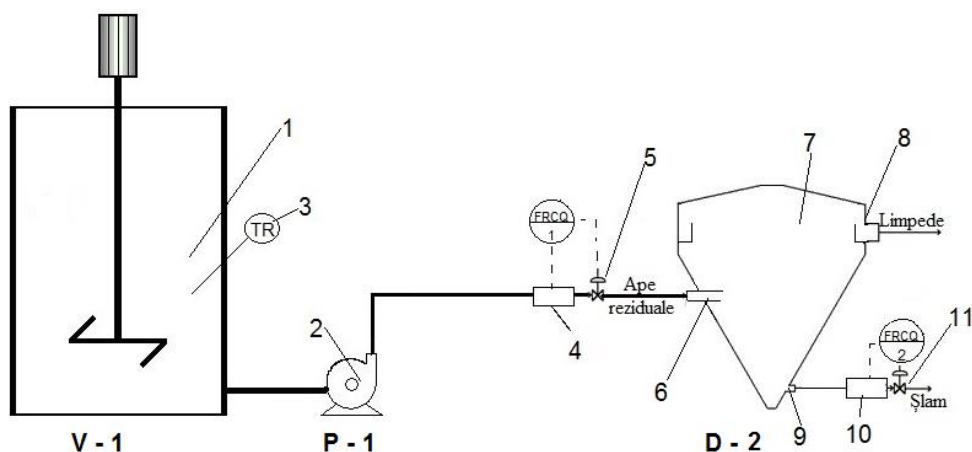 1
7
8
5
3
FRCQ
1
TR
Limpede
Ape
reziduale
2
4
6
FRCQ
2
11
Şlam
9
10
V - 1
P - 1
D - 2